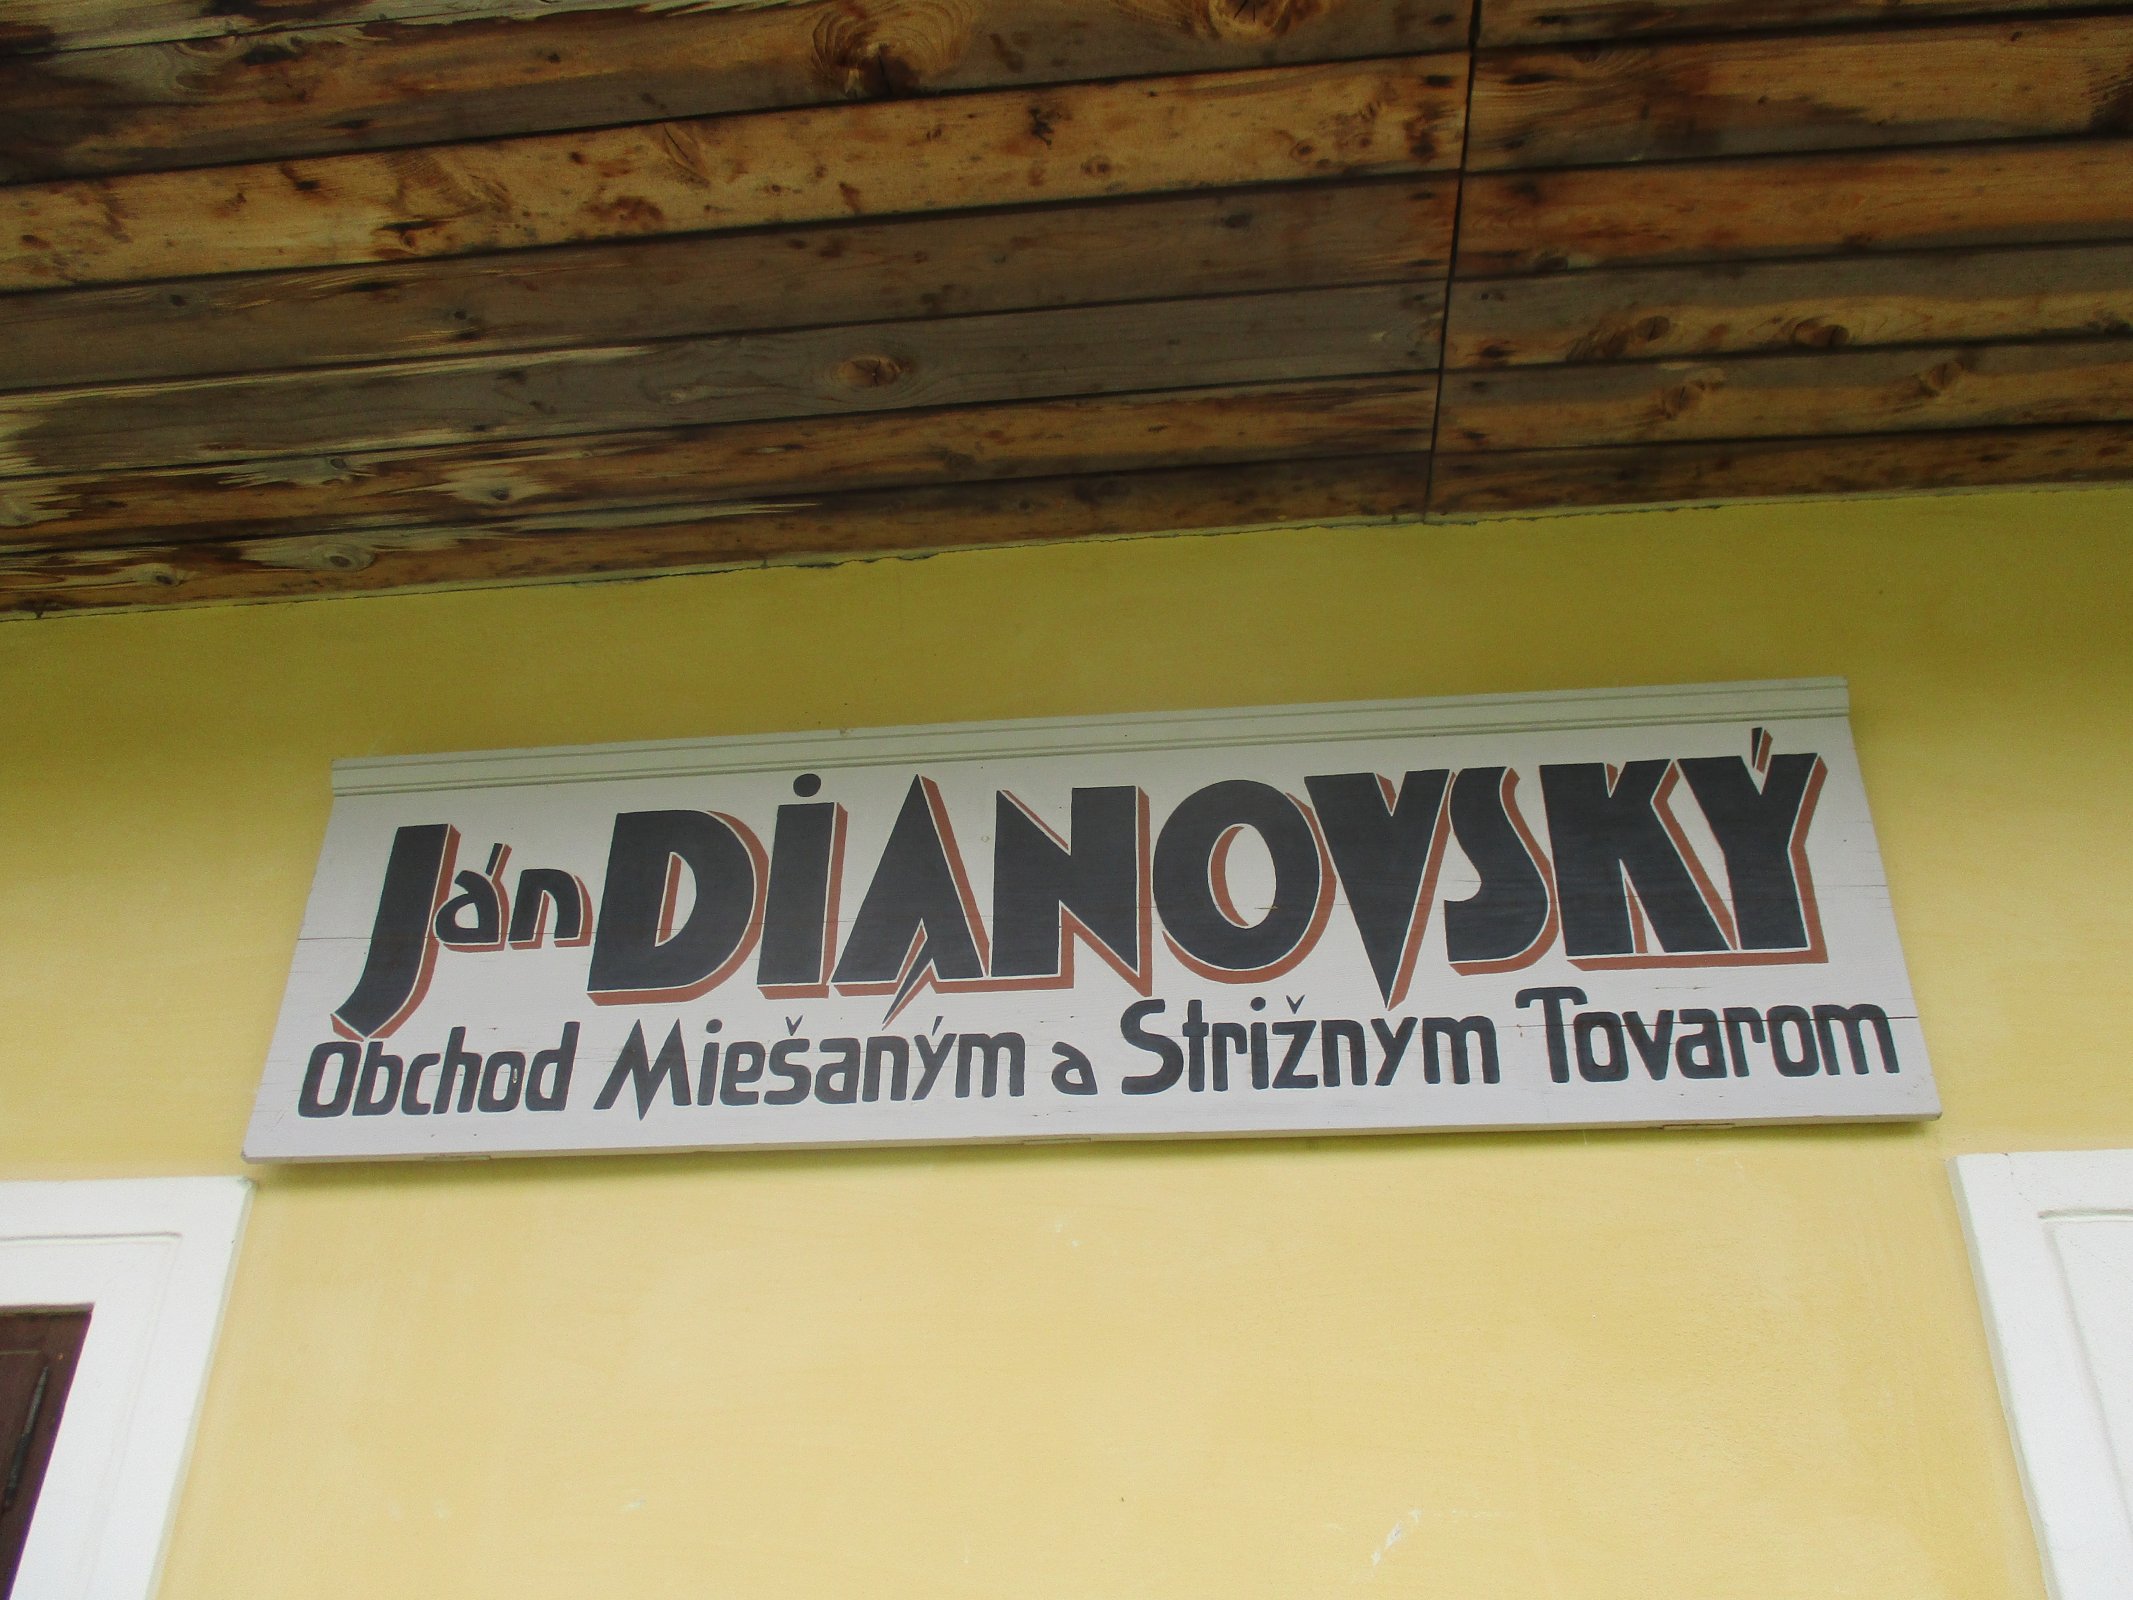 Ján DiANOVSKÝ
Obchod Miešaným a Strižnym Tovarom